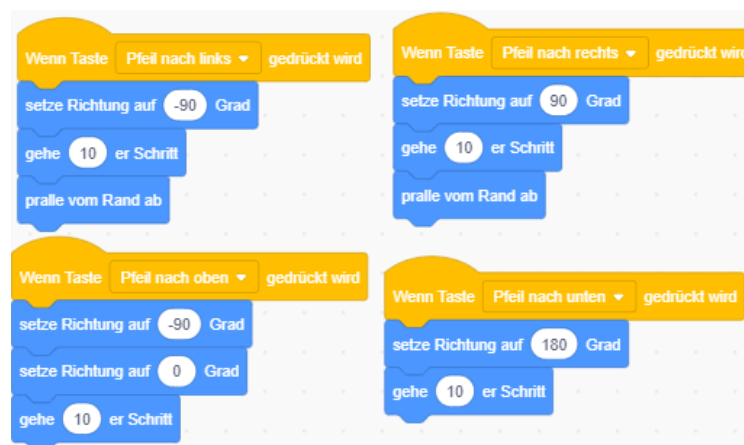 Wenn Taste Pfeil nach links gedrückt wird
setze Richtung auf -90 Grad
gehe 10 er Schritt
pralle vom Rand ab
Wenn Taste Pfeil nach rechts gedrückt wird
setze Richtung auf 90 Grad
gehe 10 er Schritt
pralle vom Rand ab
Wenn Taste Pfeil nach oben gedrückt wird
setze Richtung auf -90 Grad
setze Richtung auf 0 Grad
gehe 10 er Schritt
Wenn Taste Pfeil nach unten gedrückt wird
setze Richtung auf 180 Grad
gehe 10 er Schritt